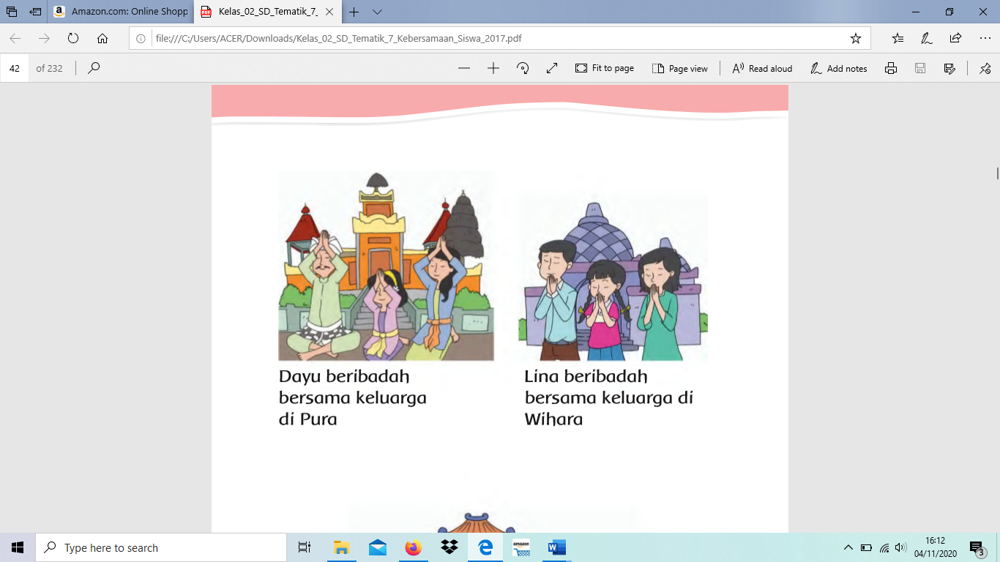 Amazon.com: Online Shopp
Kelas_02_SD_Tematik_7_
file:///C:/Users/ACER/Downloads/Kelas_02_SD_Tematik_7_Kebersamaan_Siswa_2017.pdf
42 of 232
Fit to page
Page view
Read aloud
Add notes
Dayu beribadah
bersama keluarga
di Pura
Lina beribadah
bersama keluarga di
Wihara
Type here to search
amazon
16:12
04/11/2020
3